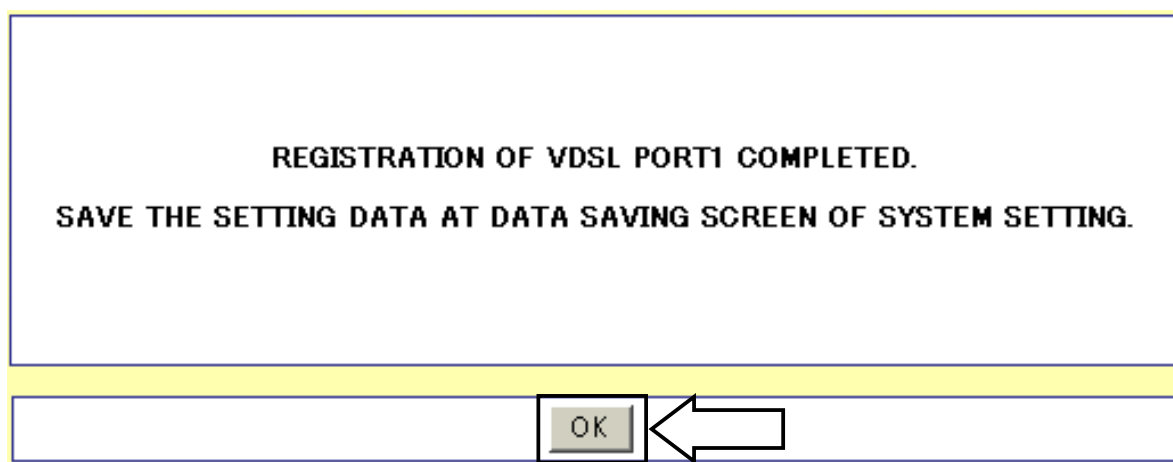 REGISTRATION OF VDSL PORT1 COMPLETED.
SAVE THE SETTING DATA AT DATA SAVING SCREEN OF SYSTEM SETTING.
OK